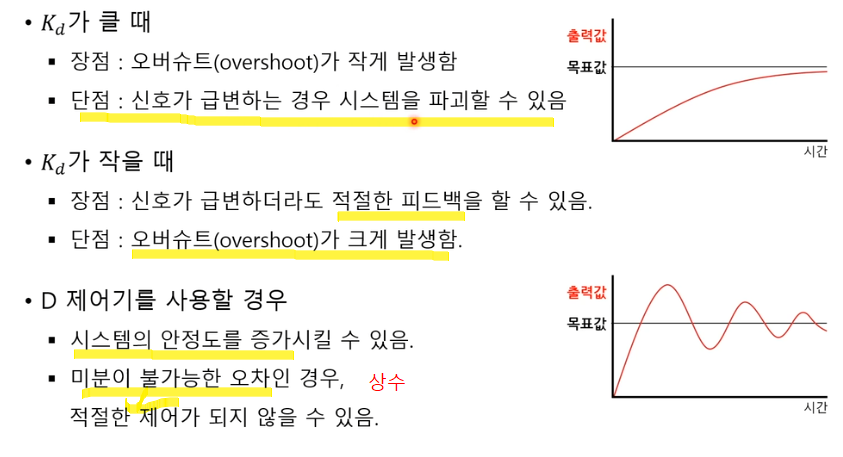 • K_d가 클 때
▪ 장점 : 오버슈트(overshoot)가 작게 발생함
▪ 단점 : 신호가 급변하는 경우 시스템을 파괴할 수 있음
출력값
목표값
시간
• K_d가 작을 때
▪ 장점 : 신호가 급변하더라도 적절한 피드백을 할 수 있음.
▪ 단점 : 오버슈트(overshoot)가 크게 발생함.
• D 제어기를 사용할 경우
▪ 시스템의 안정도를 증가시킬 수 있음.
▪ 미분이 불가능한 오차인 경우, 상수
적절한 제어가 되지 않을 수 있음.
출력값
목표값
시간